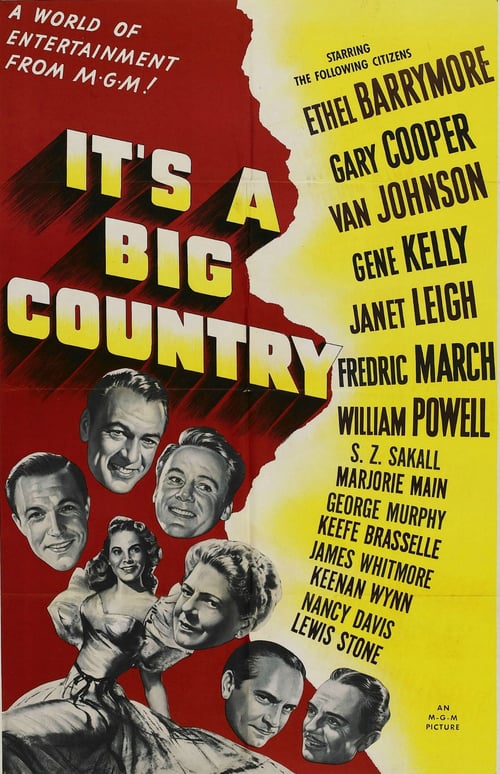 A WORLD OF
ENTERTAINMENT
FROM M-G-M!
IT'S A
BIG
COUNTRY
STARRING
THE FOLLOWING CITIZENS
ETHEL BARRYMORE
GARY COOPER
VAN JOHNSON
GENE KELLY
JANET LEIGH
FREDRIC MARCH
WILLIAM POWELL
S. Z. SAKALL
MARJORIE MAIN
GEORGE MURPHY
KEEFE BRASSELLE
JAMES WHITMORE
KEENAN WYNN
NANCY DAVIS
LEWIS STONE
AN
M-G-M
PICTURE